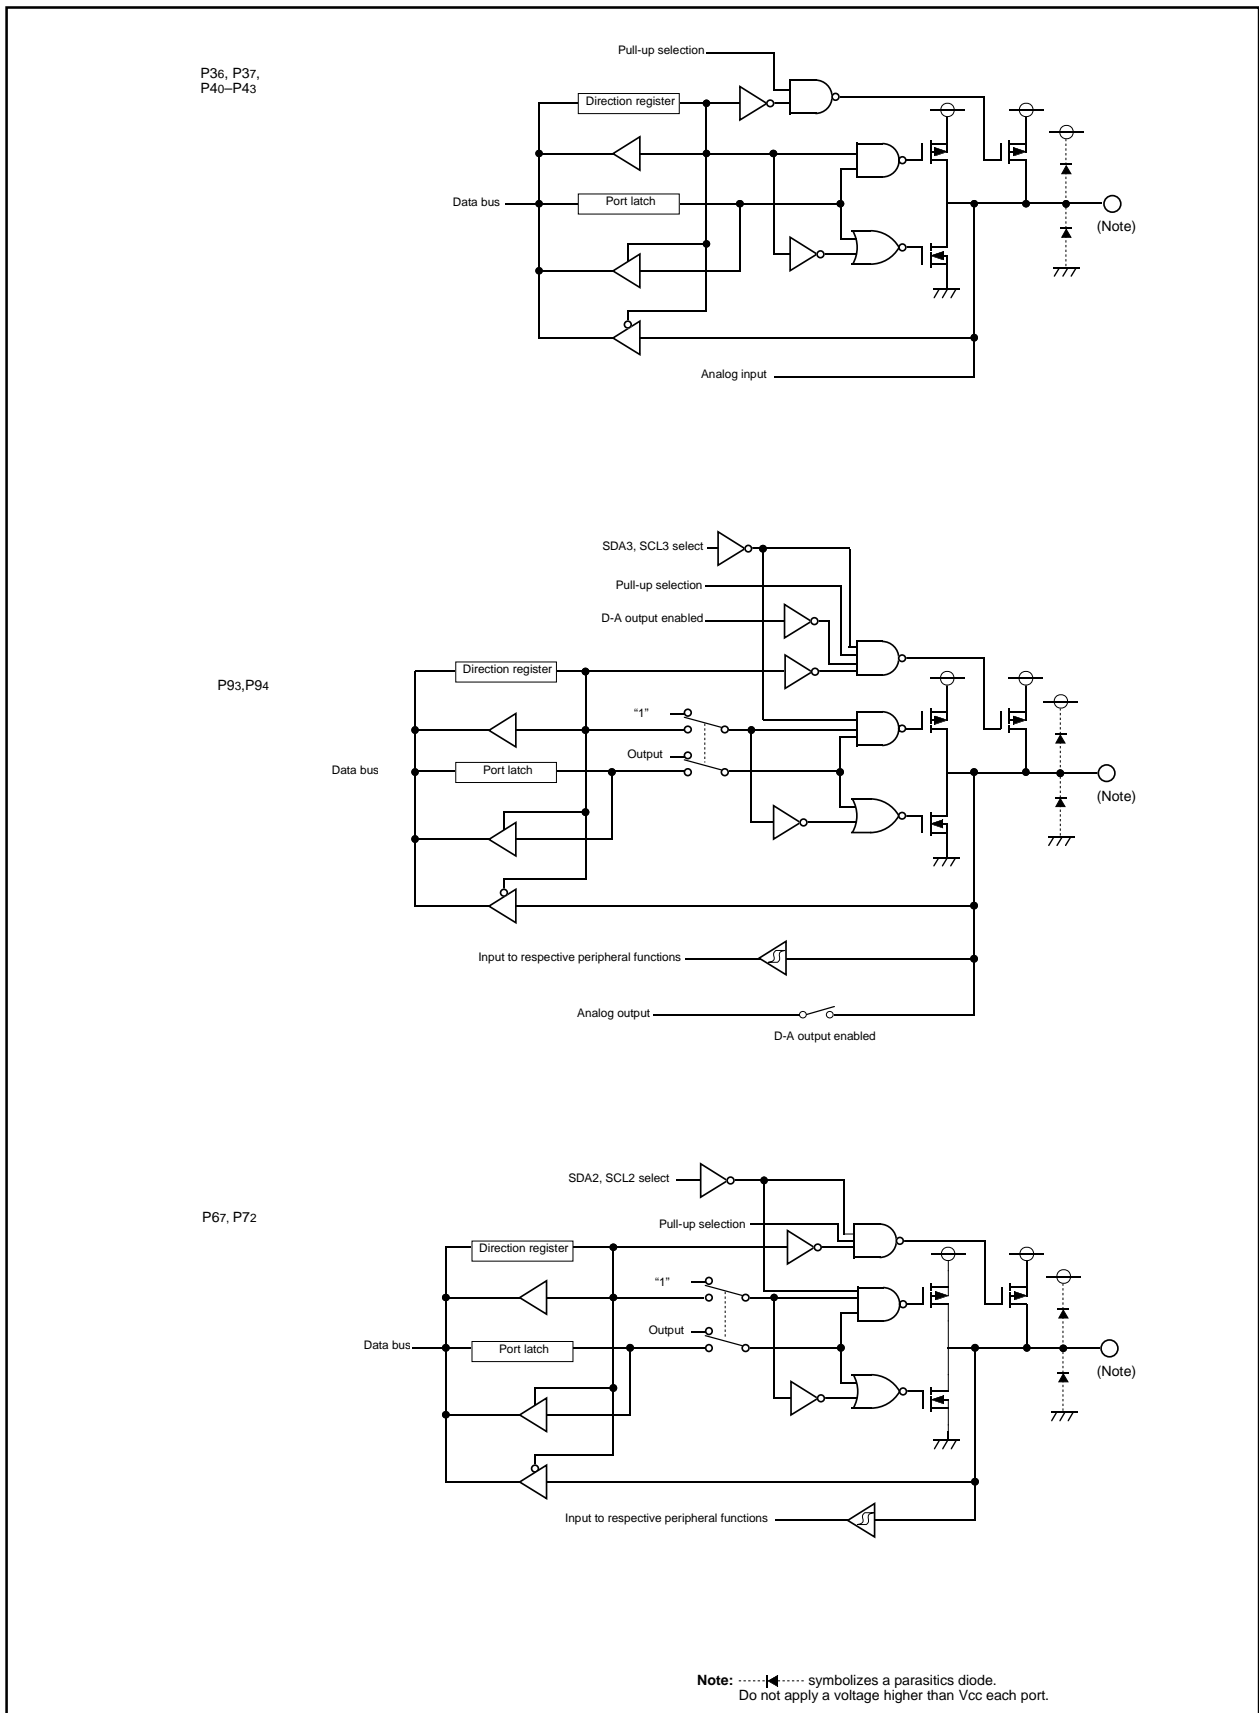 Pull-up selection
P36, P37,
P40–P43
Direction register
Data bus
Port latch
(Note)
Analog input
SDA3, SCL3 select
Pull-up selection
D-A output enabled
Direction register
P93,P94
“1”
Output
Data bus
Port latch
(Note)
Input to respective peripheral functions
Analog output
D-A output enabled
SDA2, SCL2 select
P67, P72
Pull-up selection
Direction register
“1”
Output
Data bus
Port latch
(Note)
Input to respective peripheral functions
Note: symbolizes a parasitics diode.
Do not apply a voltage higher than Vcc each port.